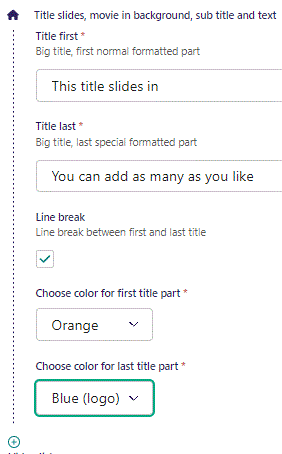 Title slides, movie in background, sub title and text
Title first *
Big title, first normal formatted part
This title slides in
Title last *
Big title, last special formatted part
You can add as many as you like
Line break
Line break between first and last title
Choose color for first title part *
Orange
Choose color for last title part *
Blue (logo)